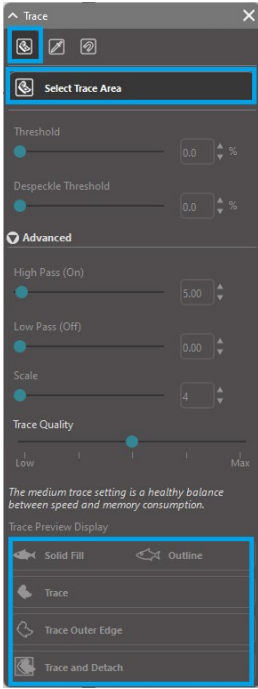 Trace
Select Trace Area
Threshold
0.0 %
Despeckle Threshold
0.0 %
Advanced
High Pass (On)
5.00
Low Pass (Off)
0.00
Scale
4
Trace Quality
Low Max
The medium trace setting is a healthy balance
between speed and memory consumption.
Trace Preview Display
Solid Fill Outline
Trace
Trace Outer Edge
Trace and Detach